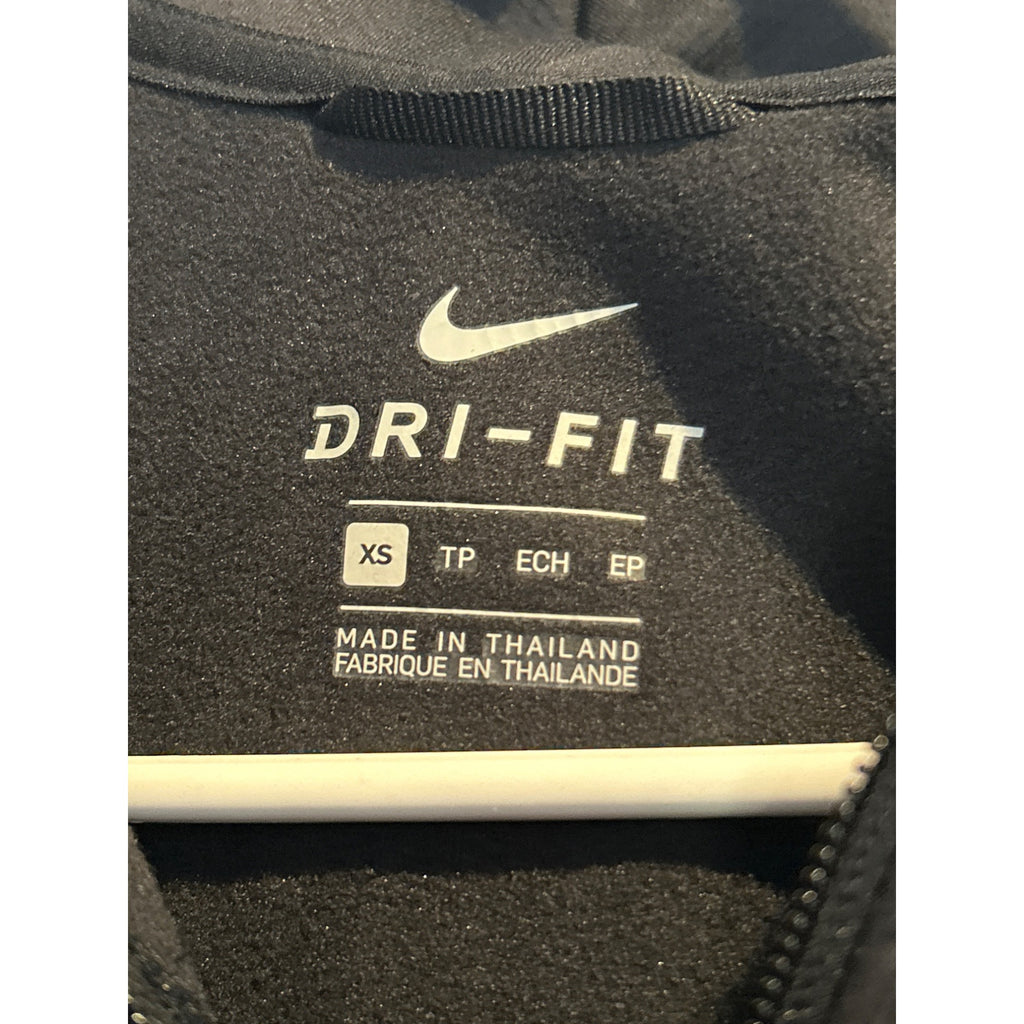 DRI-FIT
XS TP ECH EP
MADE IN THAILAND
FABRIQUE EN THAILANDE